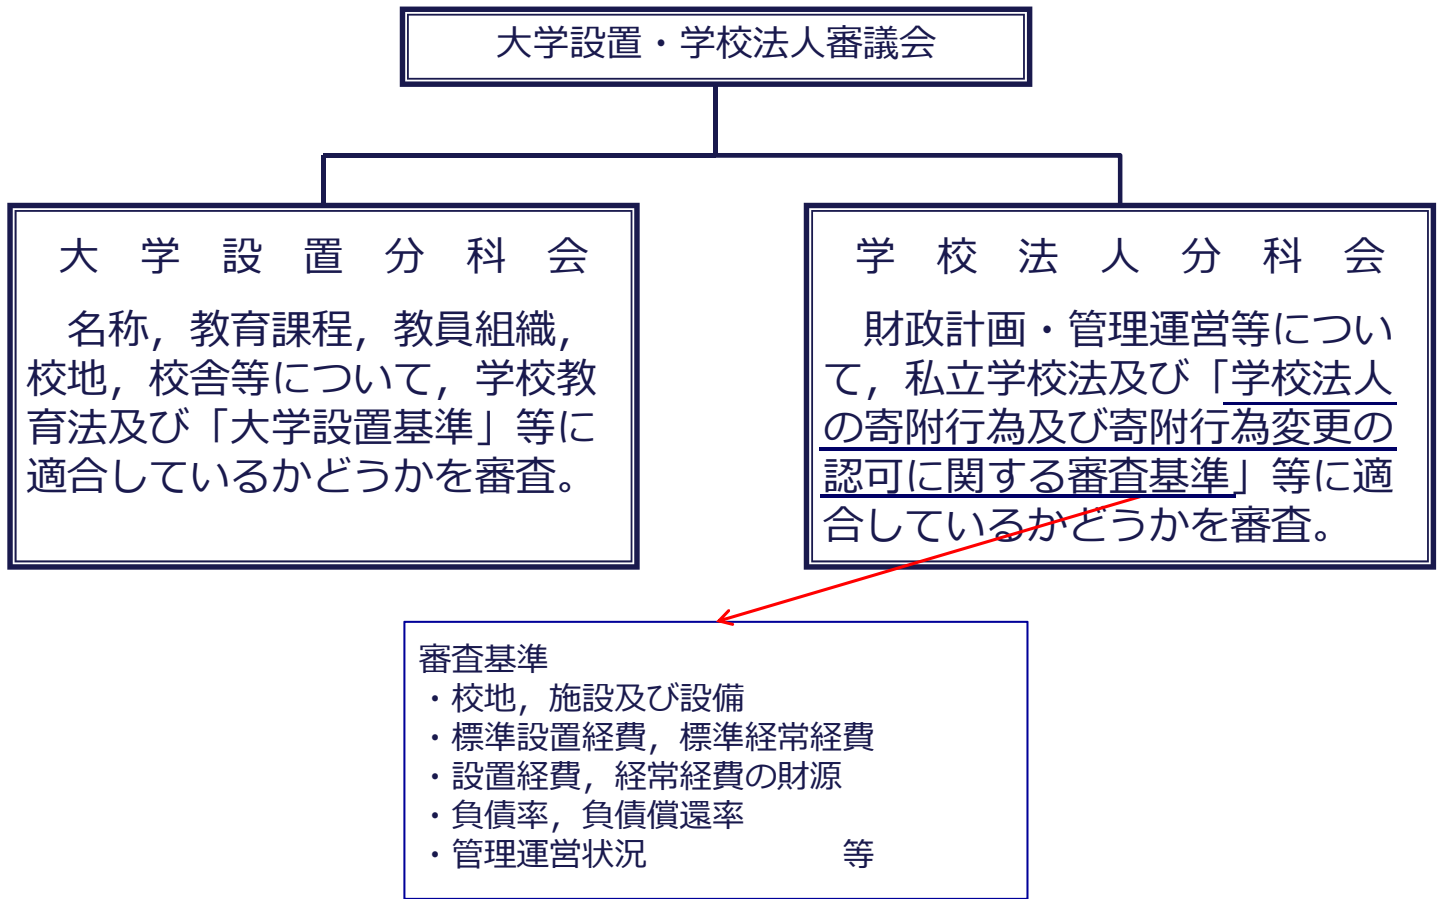 大学設置・学校法人審議会
大　学　設　置　分　科　会
　名称，教育課程，教員組織，
校地，校舎等について，学校教
育法及び「大学設置基準」等に
適合しているかどうかを審査。
学　校　法　人　分　科　会
　財政計画・管理運営等につい
て，私立学校法及び「学校法人
の寄附行為及び寄附行為変更の
認可に関する審査基準」等に適
合しているかどうかを審査。
審査基準
・校地，施設及び設備
・標準設置経費，標準経常経費
・設置経費，経常経費の財源
・負債率，負債償還率
・管理運営状況　　　　　　等